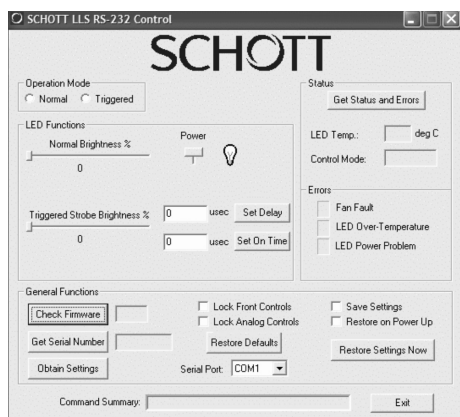 SCHOTT LLS RS-232 Control
SCHOTT
Operation Mode
Normal Triggered
Status
Get Status and Errors
LED Temp.: deg C
Control Mode:
LED Functions
Normal Brightness %
0
Power
Triggered Strobe Brightness %
0
0 usec Set Delay
0 usec Set On Time
Errors
Fan Fault
LED Over-Temperature
LED Power Problem
General Functions
Check Firmware
Get Serial Number
Obtain Settings
Lock Front Controls
Lock Analog Controls
Restore Defaults
Serial Port: COM1
Save Settings
Restore on Power Up
Restore Settings Now
Command Summary:
Exit